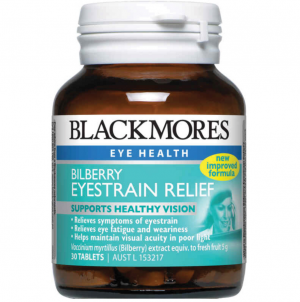 BLACKMORES
EYE HEALTH
new
improved
formula
BILBERRY
EYESTRAIN RELIEF
SUPPORTS HEALTHY VISION
• Relieves symptoms of eyestrain
• Relieves eye fatigue and weariness
• Helps maintain visual acuity in poor light
Vaccinium myrtillus (Bilberry) extract equiv. to fresh fruit
30 TABLETS AUST L 153217